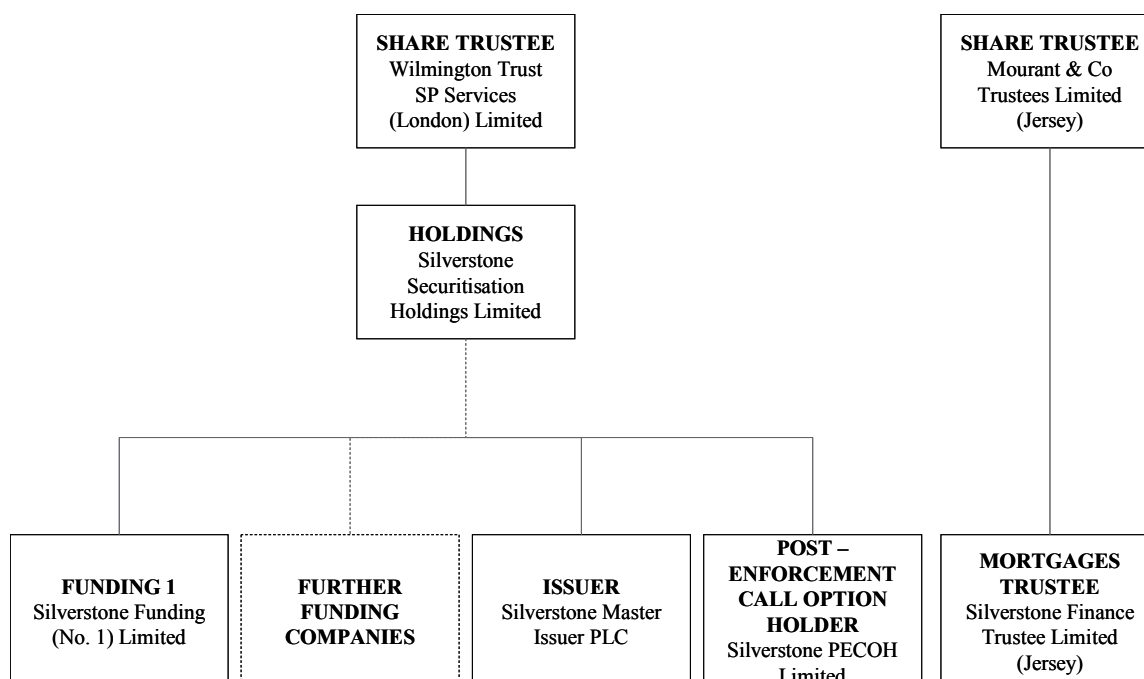 SHARE TRUSTEE
Wilmington Trust
SP Services
(London) Limited
SHARE TRUSTEE
Mourant & Co
Trustees Limited
(Jersey)
HOLDINGS
Silverstone
Securitisation
Holdings Limited
FUNDING 1
Silverstone Funding
(No. 1) Limited
FURTHER
FUNDING
COMPANIES
ISSUER
Silverstone Master
Issuer PLC
POST –
ENFORCEMENT
CALL OPTION
HOLDER
Silverstone PECOH
Limited
MORTGAGES
TRUSTEE
Silverstone Finance
Trustee Limited
(Jersey)